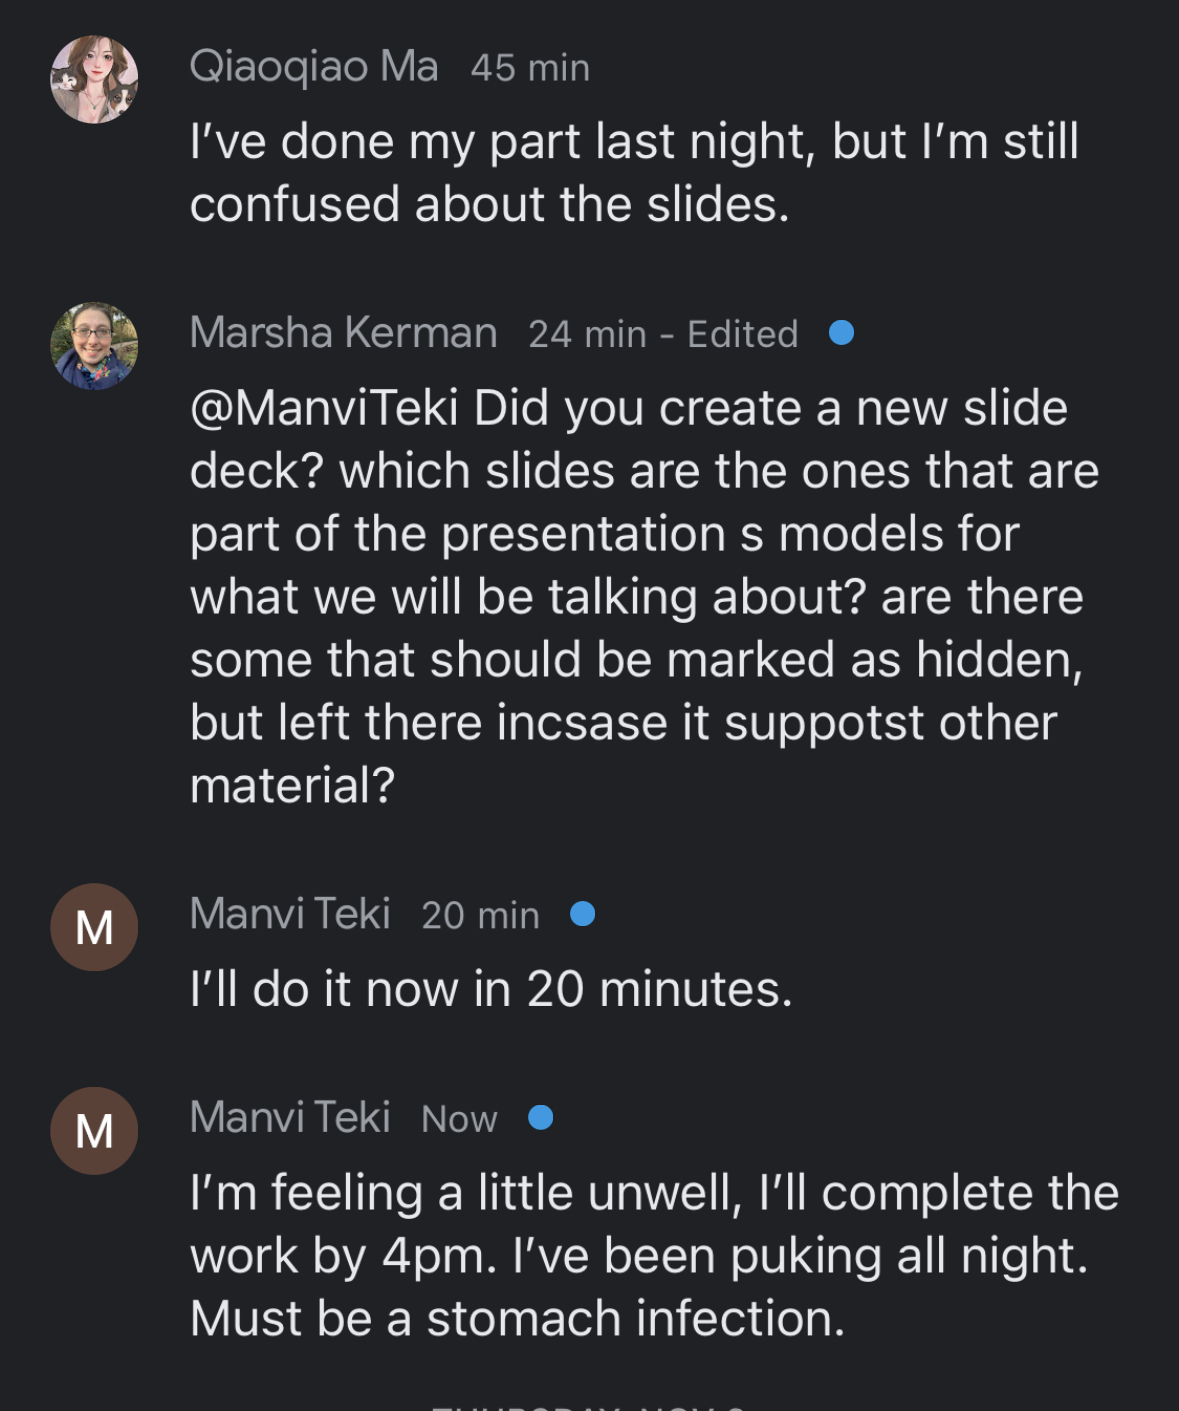 Qiaoqiao Ma 45 min
I’ve done my part last night, but I’m still
confused about the slides.
Marsha Kerman 24 min - Edited
@ManviTeki Did you create a new slide
deck? which slides are the ones that are
part of the presentation s models for
what we will be talking about? are there
some that should be marked as hidden,
but left there incsase it suppotst other
material?
M
Manvi Teki 20 min
I’ll do it now in 20 minutes.
M
Manvi Teki Now
I’m feeling a little unwell, I’ll complete the
work by 4pm. I’ve been puking all night.
Must be a stomach infection.
THURSDAY, NOV